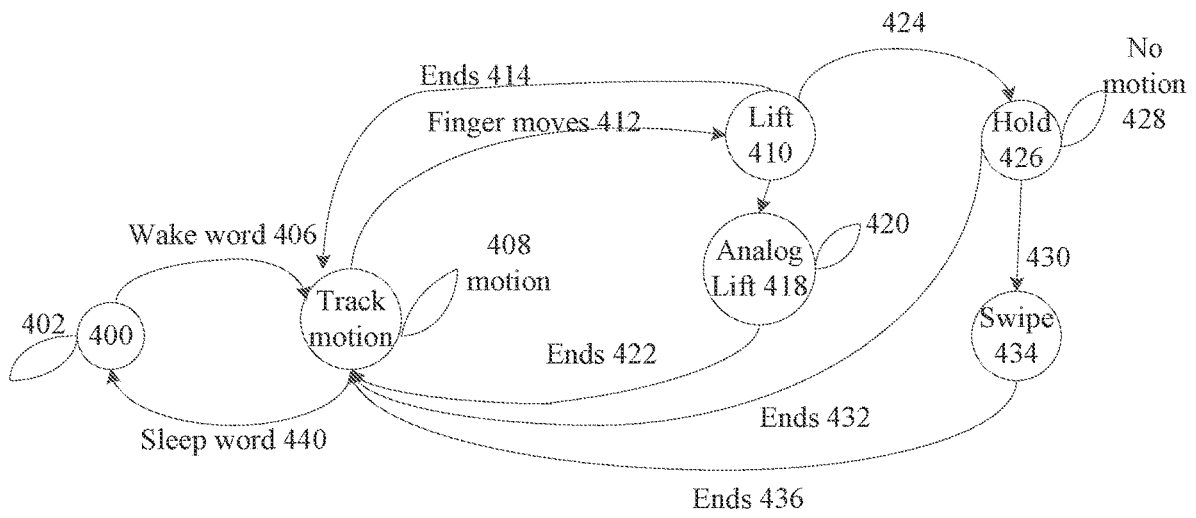 424
No
motion
428
Ends 414
Finger moves 412
Lift
410
Hold
426
Wake word 406
408
motion
420
Analog
Lift 418
430
Track
motion
402
400
Swipe
434
Ends 422
Ends 432
Sleep word 440
Ends 436